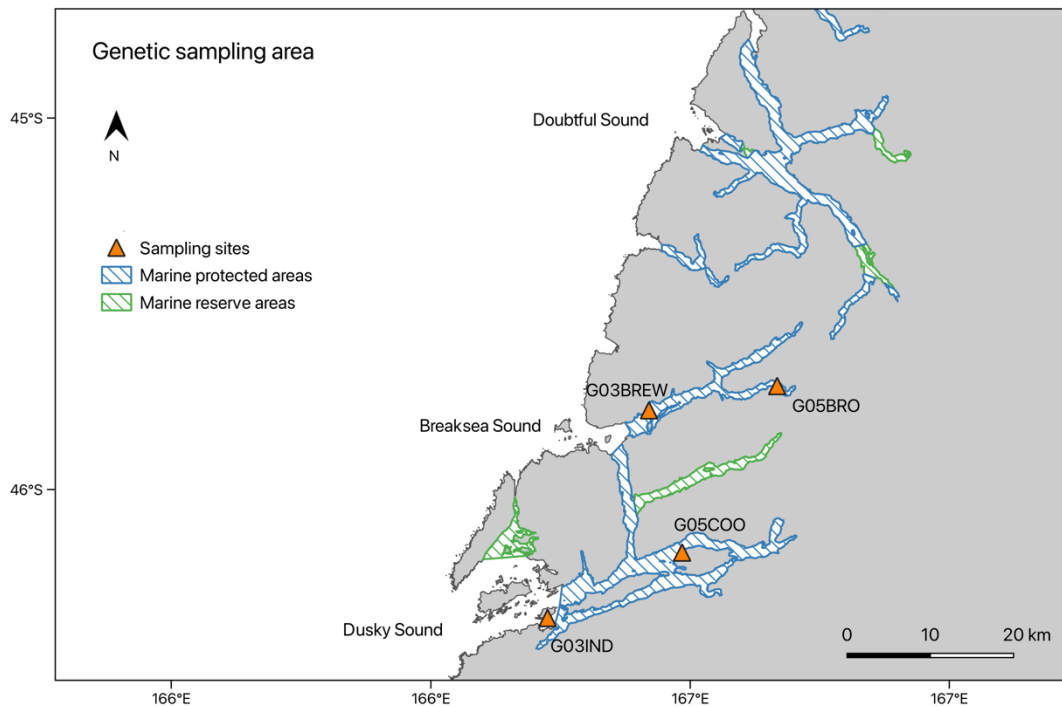 Genetic sampling area
45°S
N
Doubtful Sound
Sampling sites
Marine protected areas
Marine reserve areas
G03BREW
G05BRO
Breaksea Sound
46°S
G05COO
Dusky Sound
G03IND
0 10 20 km
166°E 166°E 167°E 167°E